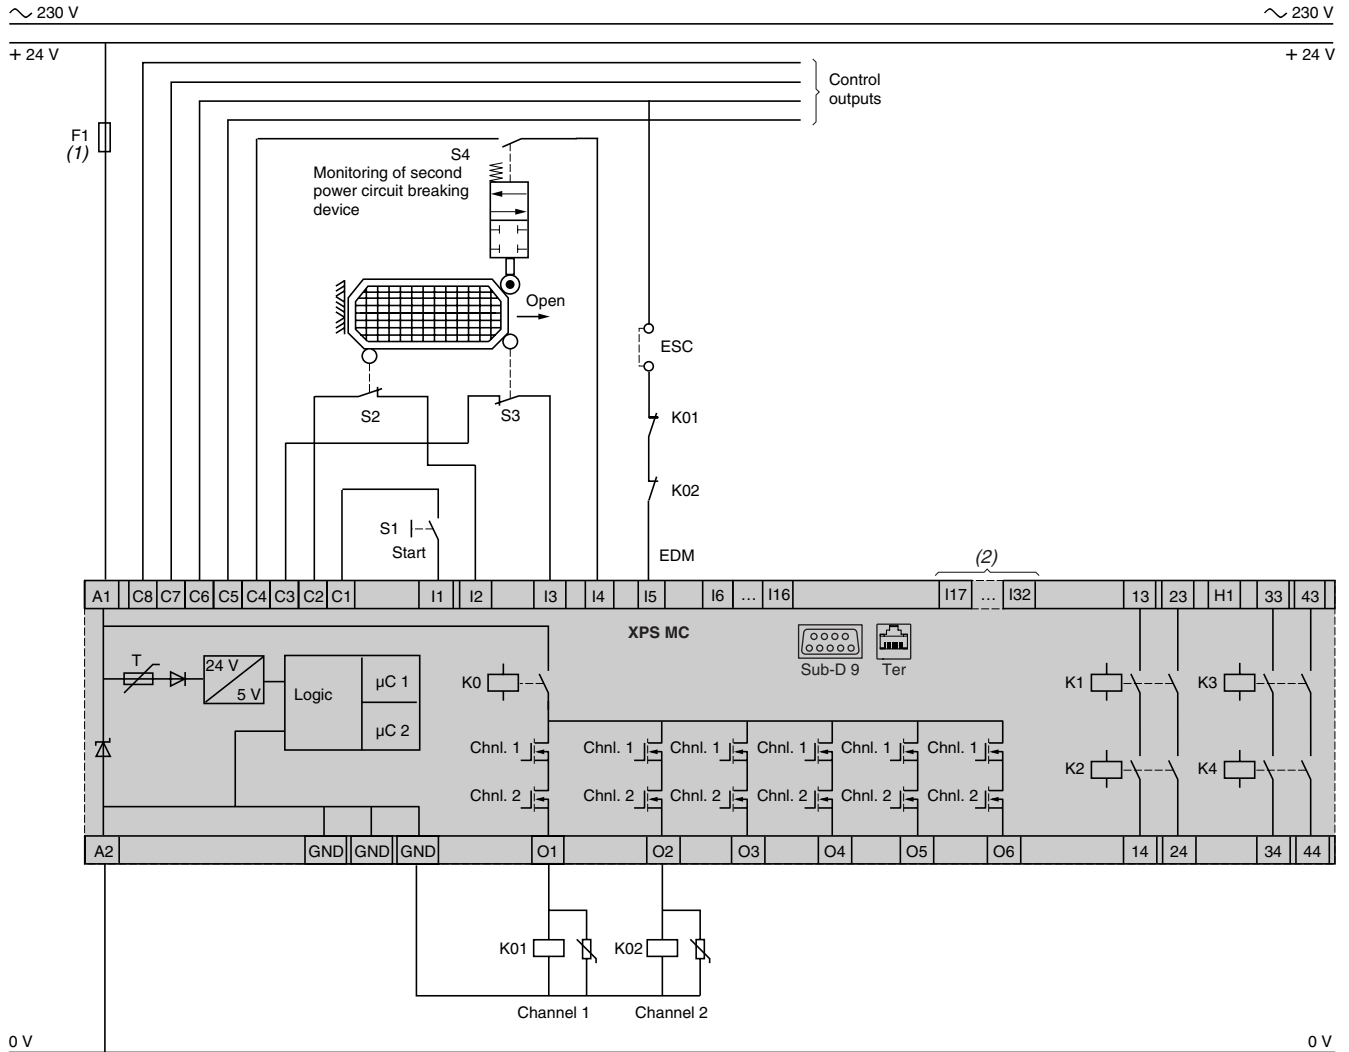 230 V 230 V
+ 24 V + 24 V
Control
outputs
F1
(1)
S4
Monitoring of second
power circuit breaking
device
Open
ESC
S2 S3 K01
K02
S1
Start EDM (2)
A1 C8 C7 C6 C5 C4 C3 C2 C1 I1 I2 I3 I4 I5 I6 ... I16 I17 ... I32 13 23 H1 33 43
XPS MC
T 24 V
5 V Logic µC 1
µC 2
K0 Sub-D 9 Ter K1 K3
Chnl. 1 Chnl. 1 Chnl. 1 Chnl. 1 Chnl. 1 Chnl. 1
K2 K4
Chnl. 2 Chnl. 2 Chnl. 2 Chnl. 2 Chnl. 2 Chnl. 2
A2 GND GND GND O1 O2 O3 O4 O5 O6 14 24 34 44
K01 K02
Channel 1 Channel 2
0 V 0 V